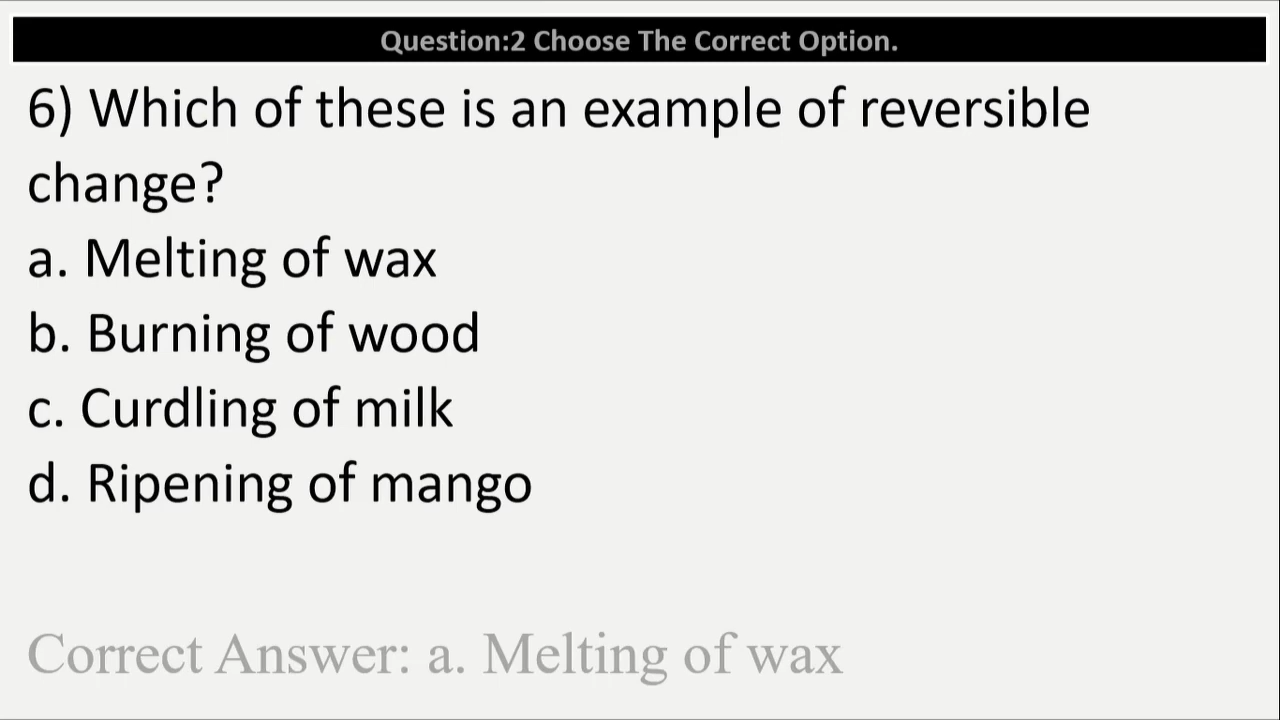 Question:2 Choose The Correct Option.
6) Which of these is an example of reversible
change?
a. Melting of wax
b. Burning of wood
c. Curdling of milk
d. Ripening of mango
Correct Answer: a. Melting of wax